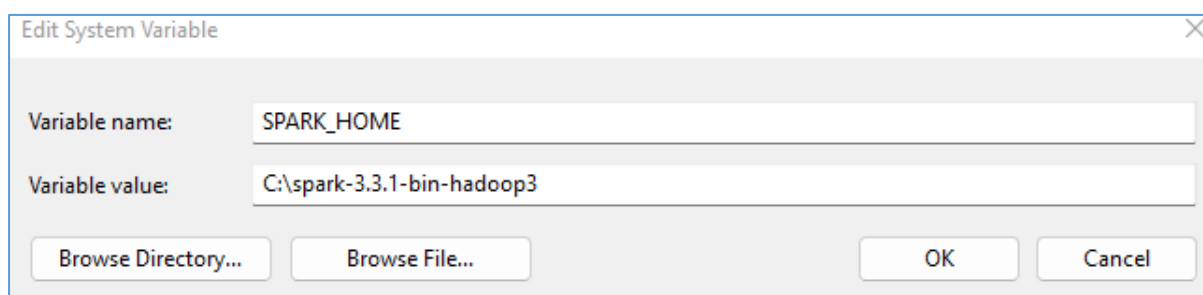 Edit System Variable
Variable name: SPARK_HOME
Variable value: C:\spark-3.3.1-bin-hadoop3
Browse Directory... Browse File... OK Cancel